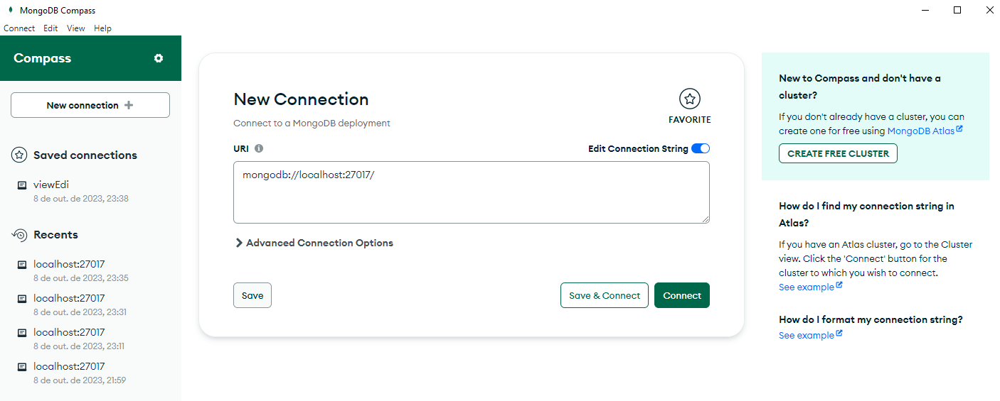 MongoDB Compass
Connect Edit View Help
Compass
New connection
Saved connections
viewEdi
8 de out. de 2023, 23:38
Recents
localhost:27017
8 de out. de 2023, 23:35
localhost:27017
8 de out. de 2023, 23:31
localhost:27017
8 de out. de 2023, 23:11
localhost:27017
8 de out. de 2023, 21:59
New Connection
FAVORITE
Connect to a MongoDB deployment
URI
Edit Connection String
mongodb://localhost:27017/
Advanced Connection Options
Save
Save & Connect
Connect
New to Compass and don't have a
cluster?
If you don't already have a cluster, you can
create one for free using MongoDB Atlas
CREATE FREE CLUSTER
How do I find my connection string in
Atlas?
If you have an Atlas cluster, go to the Cluster
view. Click the 'Connect' button for the
cluster to which you wish to connect.
See example
How do I format my connection string?
See example